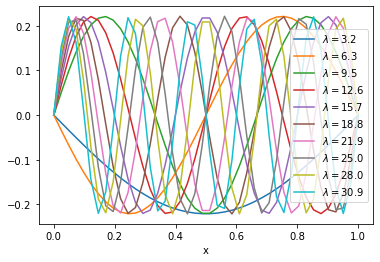 0.2
0.1
0.0
−0.1
−0.2
0.0
0.2
0.4
0.6
0.8
1.0
x
λ = 3.2
λ = 6.3
λ = 9.5
λ = 12.6
λ = 15.7
λ = 18.8
λ = 21.9
λ = 25.0
λ = 28.0
λ = 30.9